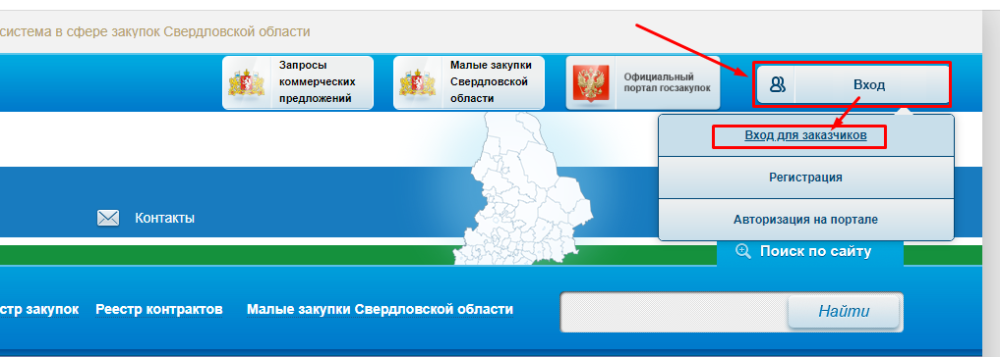 система в сфере закупок Свердловской области
Запросы
коммерческих
предложений
Малые закупки
Свердловской
области
Официальный
портал госзакупок
Вход
Вход для заказчиков
Регистрация
Авторизация на портале
Контакты
Поиск по сайту
стр закупок
Реестр контрактов
Малые закупки Свердловской области
Найти